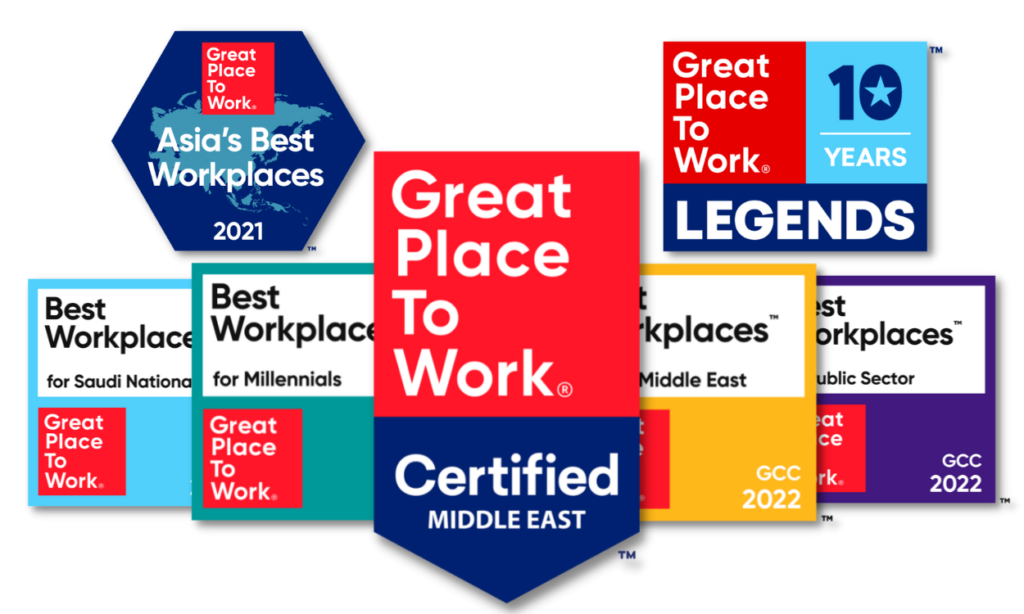 Great
Place
To
Work®
Asia's Best
Workplaces
2021
™
Great
Place
To
Work®
10
YEARS
LEGENDS
™
Best
Workplace
for Saudi Nationa
Great
Place
To
Work®
Best
Workplace
for Millennials
Great
Place
To
Work®
Great
Place
To
Work®
Certified
MIDDLE EAST
™
t
kplaces™
Middle East
GCC
2022
™
st
orkplaces™
ublic Sector
eat
ce
rk®
GCC
2022
™